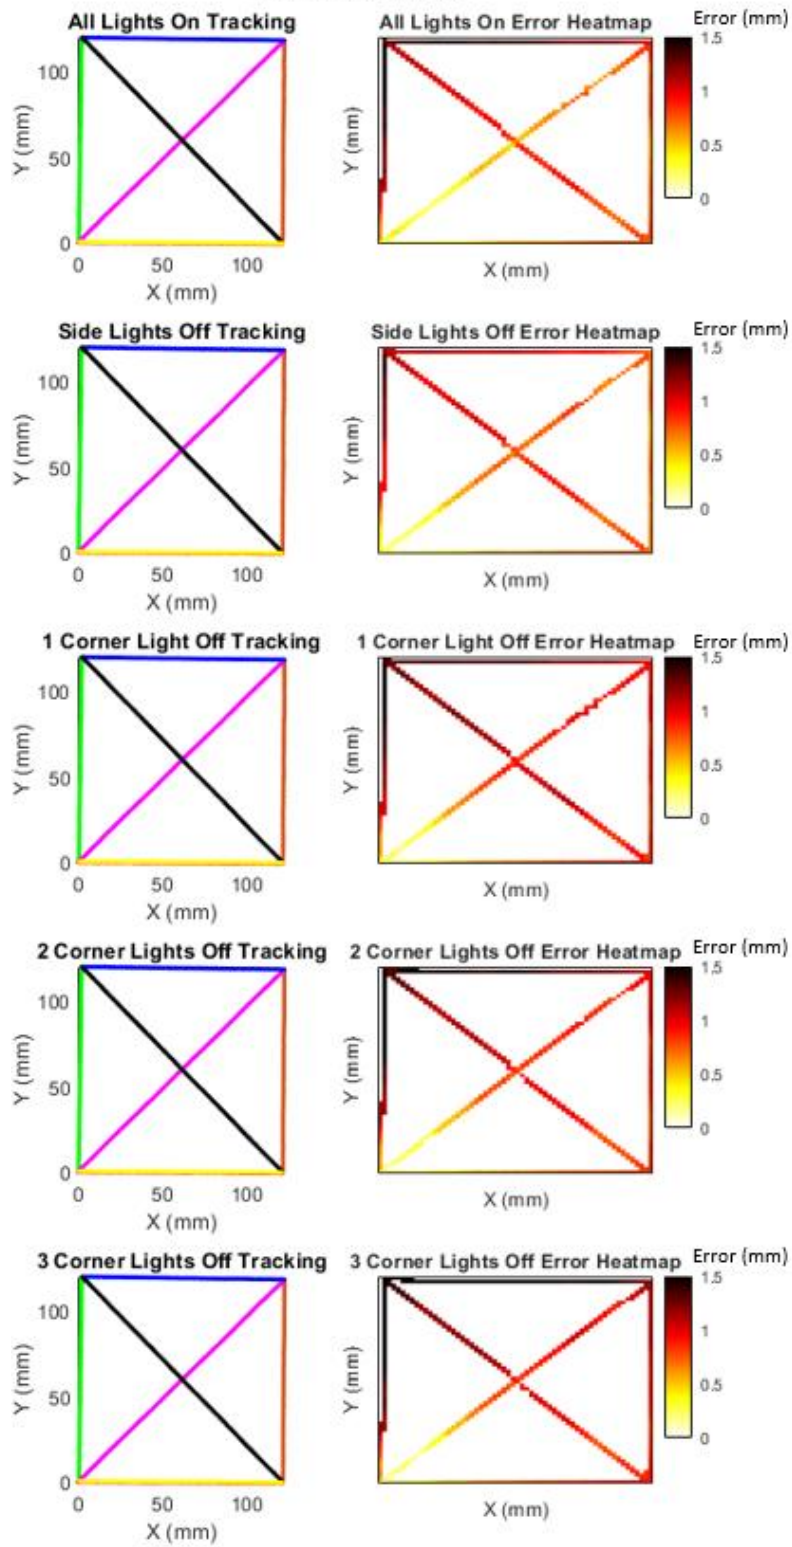 All Lights On Tracking
All Lights On Error Heatmap
Error (mm)
Y (mm)
100
50
0
0 50 100
X (mm)
Y (mm)
X (mm)
1.5
1
0.5
0
Side Lights Off Tracking
Side Lights Off Error Heatmap
Error (mm)
Y (mm)
100
50
0
0 50 100
X (mm)
Y (mm)
X (mm)
1.5
1
0.5
0
1 Corner Light Off Tracking
1 Corner Light Off Error Heatmap
Error (mm)
Y (mm)
100
50
0
0 50 100
X (mm)
Y (mm)
X (mm)
1.5
1
0.5
0
2 Corner Lights Off Tracking
2 Corner Lights Off Error Heatmap
Error (mm)
Y (mm)
100
50
0
0 50 100
X (mm)
Y (mm)
X (mm)
1.5
1
0.5
0
3 Corner Lights Off Tracking
3 Corner Lights Off Error Heatmap
Error (mm)
Y (mm)
100
50
0
0 50 100
X (mm)
Y (mm)
X (mm)
1.5
1
0.5
0